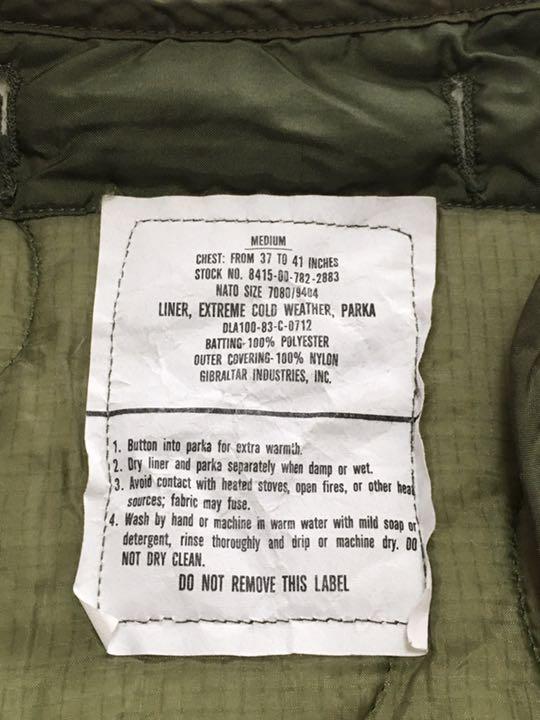 MEDIUM
CHEST: FROM 37 TO 41 INCHES
STOCK NO. 8415-00-782-2883
NATO SIZE 7080/9404
LINER, EXTREME COLD WEATHER, PARKA
DLA100-83-C-0712
BATTING-100% POLYESTER
OUTER COVERING-100% NYLON
GIBRALTAR INDUSTRIES, INC.
1. Button into parka for extra warmth.
2. Dry liner and parka separately when damp or wet.
3. Avoid contact with heated stoves, open fires, or other heat
sources; fabric may fuse.
4. Wash by hand or machine in warm water with mild soap or
detergent, rinse thoroughly and drip or machine dry. DO
NOT DRY CLEAN.
DO NOT REMOVE THIS LABEL